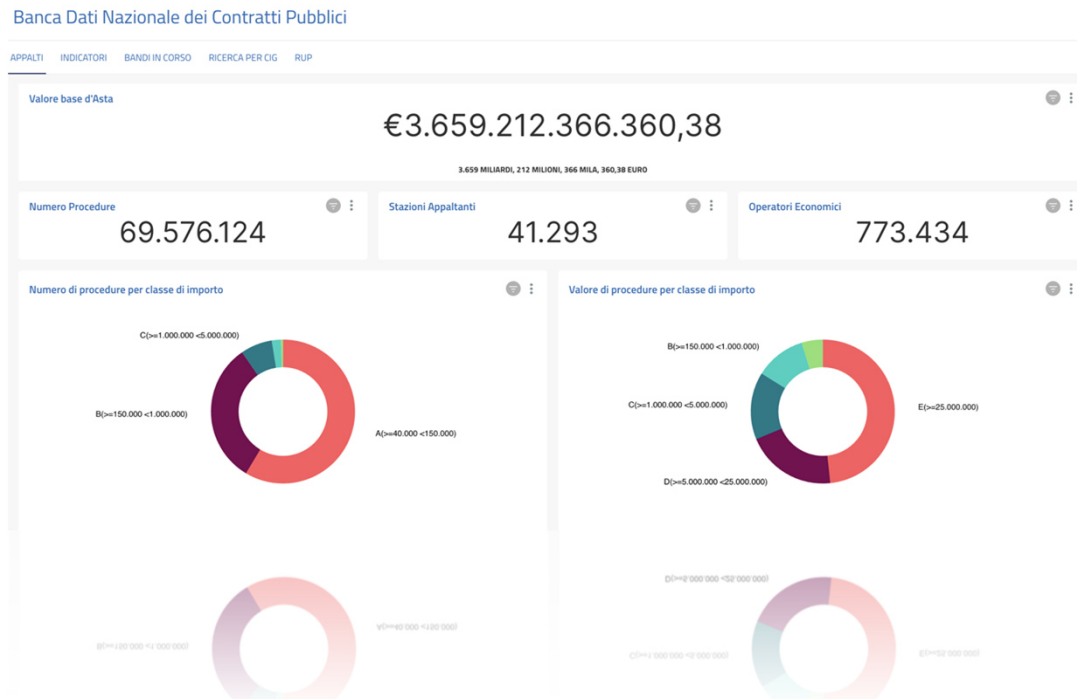 Banca Dati Nazionale dei Contratti Pubblici
APPALTI INDICATORI BANDI IN CORSO RICERCA PER CIG RUP
Valore base d'Asta
€3.659.212.366.360,38
3.659 MILIARDI, 212 MILIONI, 366 MILA, 360,38 EURO
Numero Procedure
69.576.124
Stazioni Appaltanti
41.293
Operatori Economici
773.434
Numero di procedure per classe di importo
C(>=1.000.000 <5.000.000)
B(>=150.000 <1.000.000)
A(>=40.000 <150.000)
Valore di procedure per classe di importo
B(>=150.000 <1.000.000)
C(>=1.000.000 <5.000.000)
E(>=25.000.000)
D(>=5.000.000 <25.000.000)